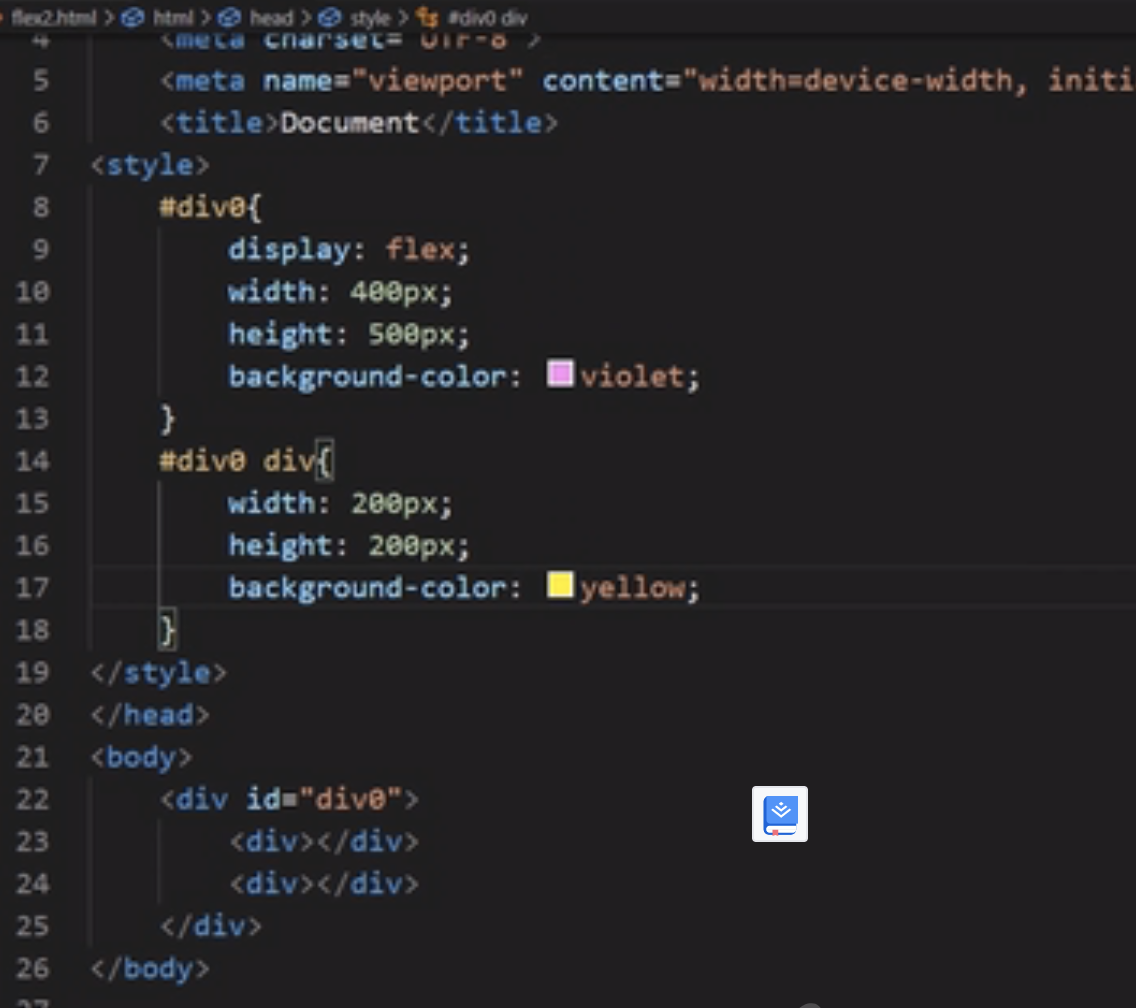 flex2.html > html > head > style > #div0 div
4 <meta charset="UTF-8">
5 <meta name="viewport" content="width=device-width, initi
6 <title>Document</title>
7 <style>
8 #div0{
9 display: flex;
10 width: 400px;
11 height: 500px;
12 background-color: violet;
13 }
14 #div0 div{
15 width: 200px;
16 height: 200px;
17 background-color: yellow;
18 }
19 </style>
20 </head>
21 <body>
22 <div id="div0">
23 <div></div>
24 <div></div>
25 </div>
26 </body>
27